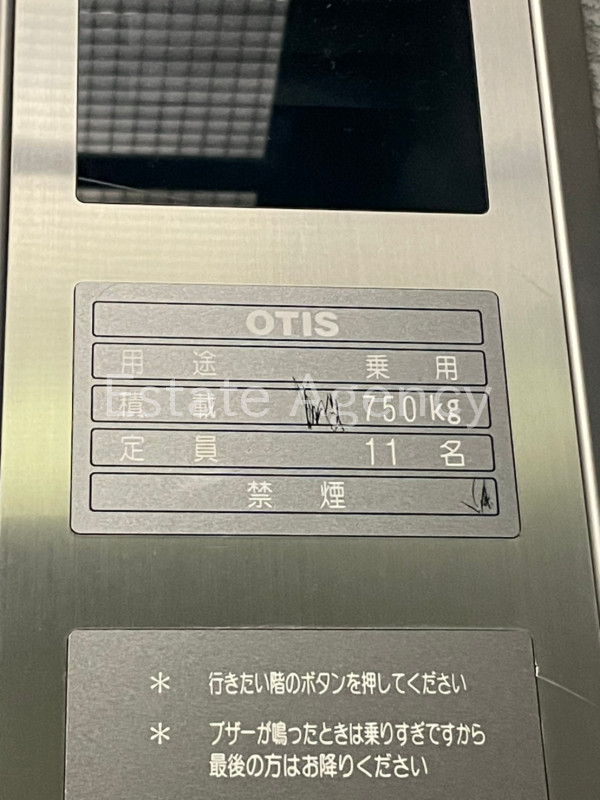 OTIS
用途 乗用
積載 750kg
Estate Agency
定員 11名
禁煙
* 行きたい階のボタンを押してください
* ブザーが鳴ったときは乗りすぎですから
最後の方はお降りください